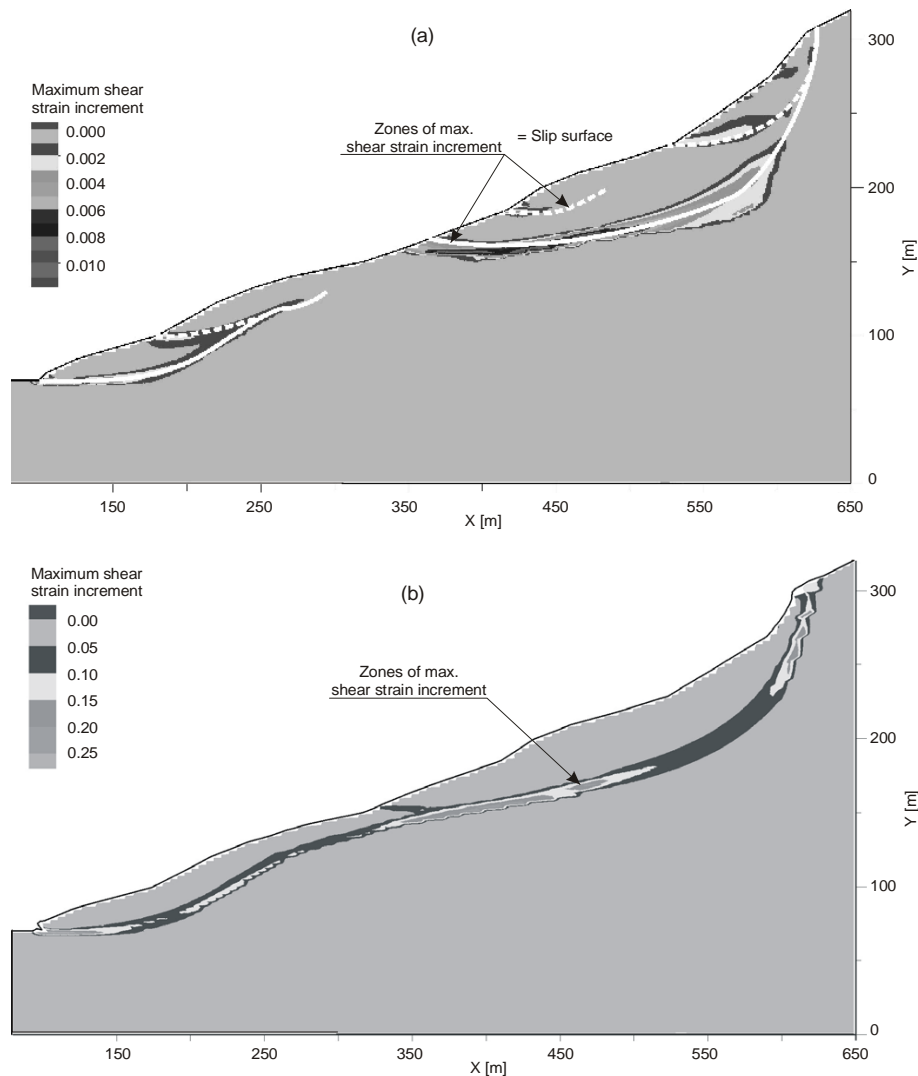 (a)
Maximum shear
strain increment
0.000
0.002
0.004
0.006
0.008
0.010
Zones of max.
shear strain increment
= Slip surface
300
200
100
0
Y [m]
150
250
350
450
550
650
X [m]
(b)
Maximum shear
strain increment
0.00
0.05
0.10
0.15
0.20
0.25
Zones of max.
shear strain increment
300
200
100
0
Y [m]
150
250
350
450
550
650
X [m]